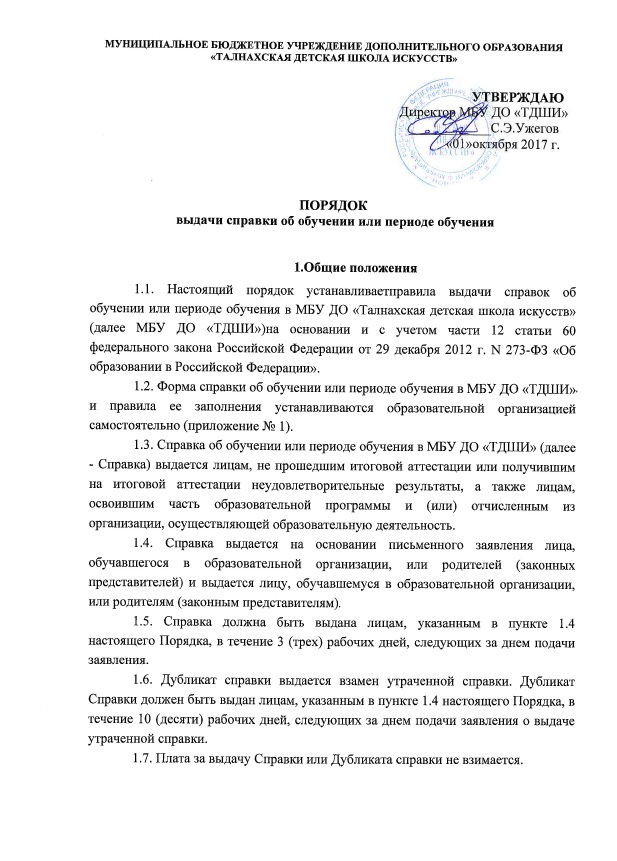 МУНИЦИПАЛЬНОЕ БЮДЖЕТНОЕ УЧРЕЖДЕНИЕ ДОПОЛНИТЕЛЬНОГО ОБРАЗОВАНИЯ
«ТАЛНАХСКАЯ ДЕТСКАЯ ШКОЛА ИСКУССТВ»
УТВЕРЖДАЮ
Директор МБУ ДО «ТДШИ»
С.Э.Ужегов
«01»октября 2017 г.
ПОРЯДОК
выдачи справки об обучении или периоде обучения
1.Общие положения
1.1. Настоящий порядок устанавливаетправила выдачи справок об
обучении или периоде обучения в МБУ ДО «Талнахская детская школа искусств»
(далее МБУ ДО «ТДШИ»)на основании и с учетом части 12 статьи 60
федерального закона Российской Федерации от 29 декабря 2012 г. N 273-ФЗ «Об
образовании в Российской Федерации».
1.2. Форма справки об обучении или периоде обучения в МБУ ДО «ТДШИ»
и правила ее заполнения устанавливаются образовательной организацией
самостоятельно (приложение № 1).
1.3. Справка об обучении или периоде обучения в МБУ ДО «ТДШИ» (далее
- Справка) выдается лицам, не прошедшим итоговой аттестации или получившим
на итоговой аттестации неудовлетворительные результаты, а также лицам,
освоившим часть образовательной программы и (или) отчисленным из
организации, осуществляющей образовательную деятельность.
1.4. Справка выдается на основании письменного заявления лица,
обучавшегося в образовательной организации, или родителей (законных
представителей) и выдается лицу, обучавшемуся в образовательной организации,
или родителям (законным представителям).
1.5. Справка должна быть выдана лицам, указанным в пункте 1.4
настоящего Порядка, в течение 3 (трех) рабочих дней, следующих за днем подачи
заявления.
1.6. Дубликат справки выдается взамен утраченной справки. Дубликат
Справки должен быть выдан лицам, указанным в пункте 1.4 настоящего Порядка, в
течение 10 (десяти) рабочих дней, следующих за днем подачи заявления о выдаче
утраченной справки.
1.7. Плата за выдачу Справки или Дубликата справки не взимается.